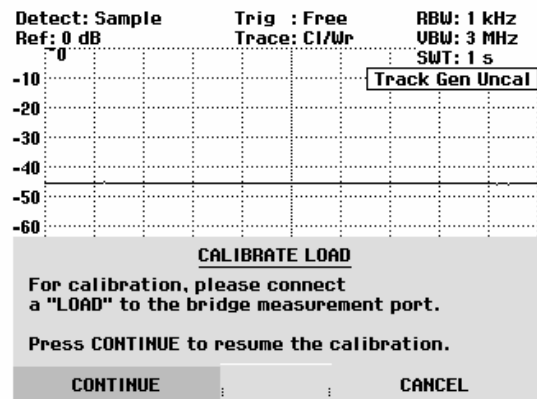 Detect: Sample Trig : Free RBW: 1 kHz
Ref: 0 dB Trace: Cl/Wr VBW: 3 MHz
0 SWT: 1 s
-10 Track Gen Uncal
-20
-30
-40
-50
-60
CALIBRATE LOAD
For calibration, please connect
a "LOAD" to the bridge measurement port.
Press CONTINUE to resume the calibration.
CONTINUE CANCEL